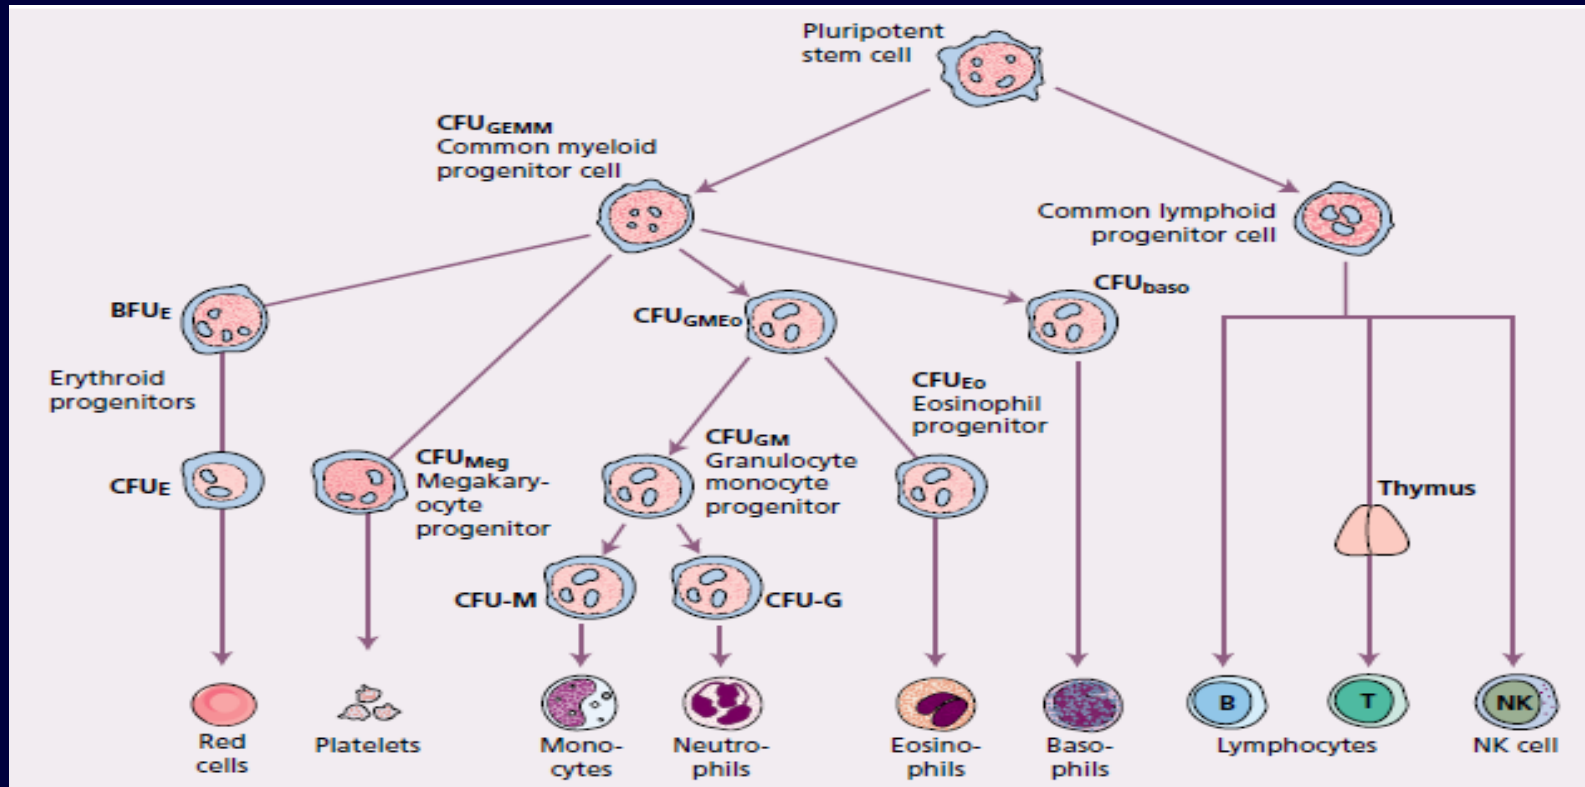 Pluripotent
stem cell
CFUGEMM
Common myeloid
progenitor cell
Common lymphoid
progenitor cell
BFUE
CFUGMEo
CFUbaso
Erythroid
progenitors
CFUEo
Eosinophil
progenitor
CFUE
CFUMeg
Megakary-
ocyte
progenitor
CFUGM
Granulocyte
monocyte
progenitor
Thymus
CFU-M
CFU-G
B
T
NK
Red
cells
Platelets
Mono-
cytes
Neutro-
phils
Eosino-
phils
Baso-
phils
Lymphocytes
NK cell